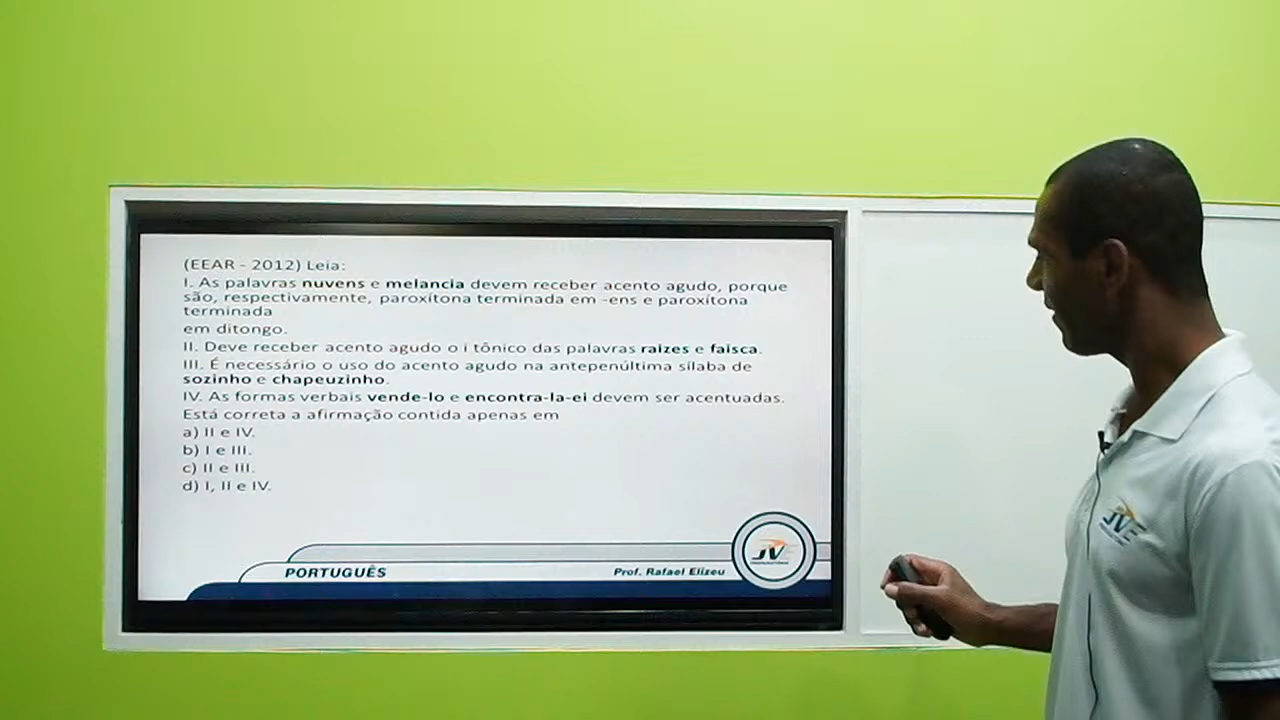 (EEAR - 2012) Leia:
I. As palavras nuvens e melancia devem receber acento agudo, porque
são, respectivamente, paroxítona terminada em -ens e paroxítona
terminada
em ditongo.
II. Deve receber acento agudo o i tônico das palavras raizes e faisca.
III. É necessário o uso do acento agudo na antepenúltima sílaba de
sozinho e chapeuzinho.
IV. As formas verbais vende-lo e encontra-la-ei devem ser acentuadas.
Está correta a afirmação contida apenas em
a) II e IV.
b) I e III.
c) II e III.
d) I, II e IV.
PORTUGUÊS
Prof. Rafael Elizeu
JVE
JVE